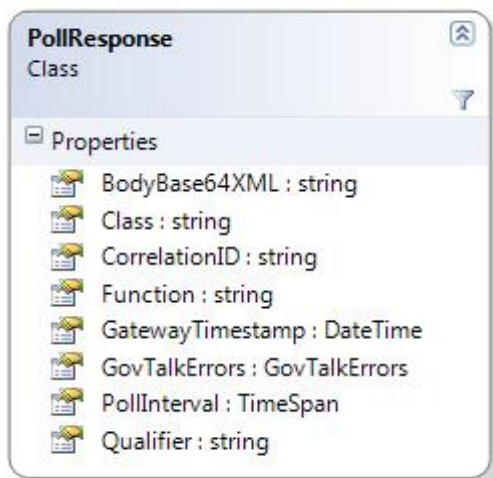 PollResponse
Class
Properties
BodyBase64XML : string
Class : string
CorrelationID : string
Function : string
GatewayTimestamp : DateTime
GovTalkErrors : GovTalkErrors
PollInterval : TimeSpan
Qualifier : string